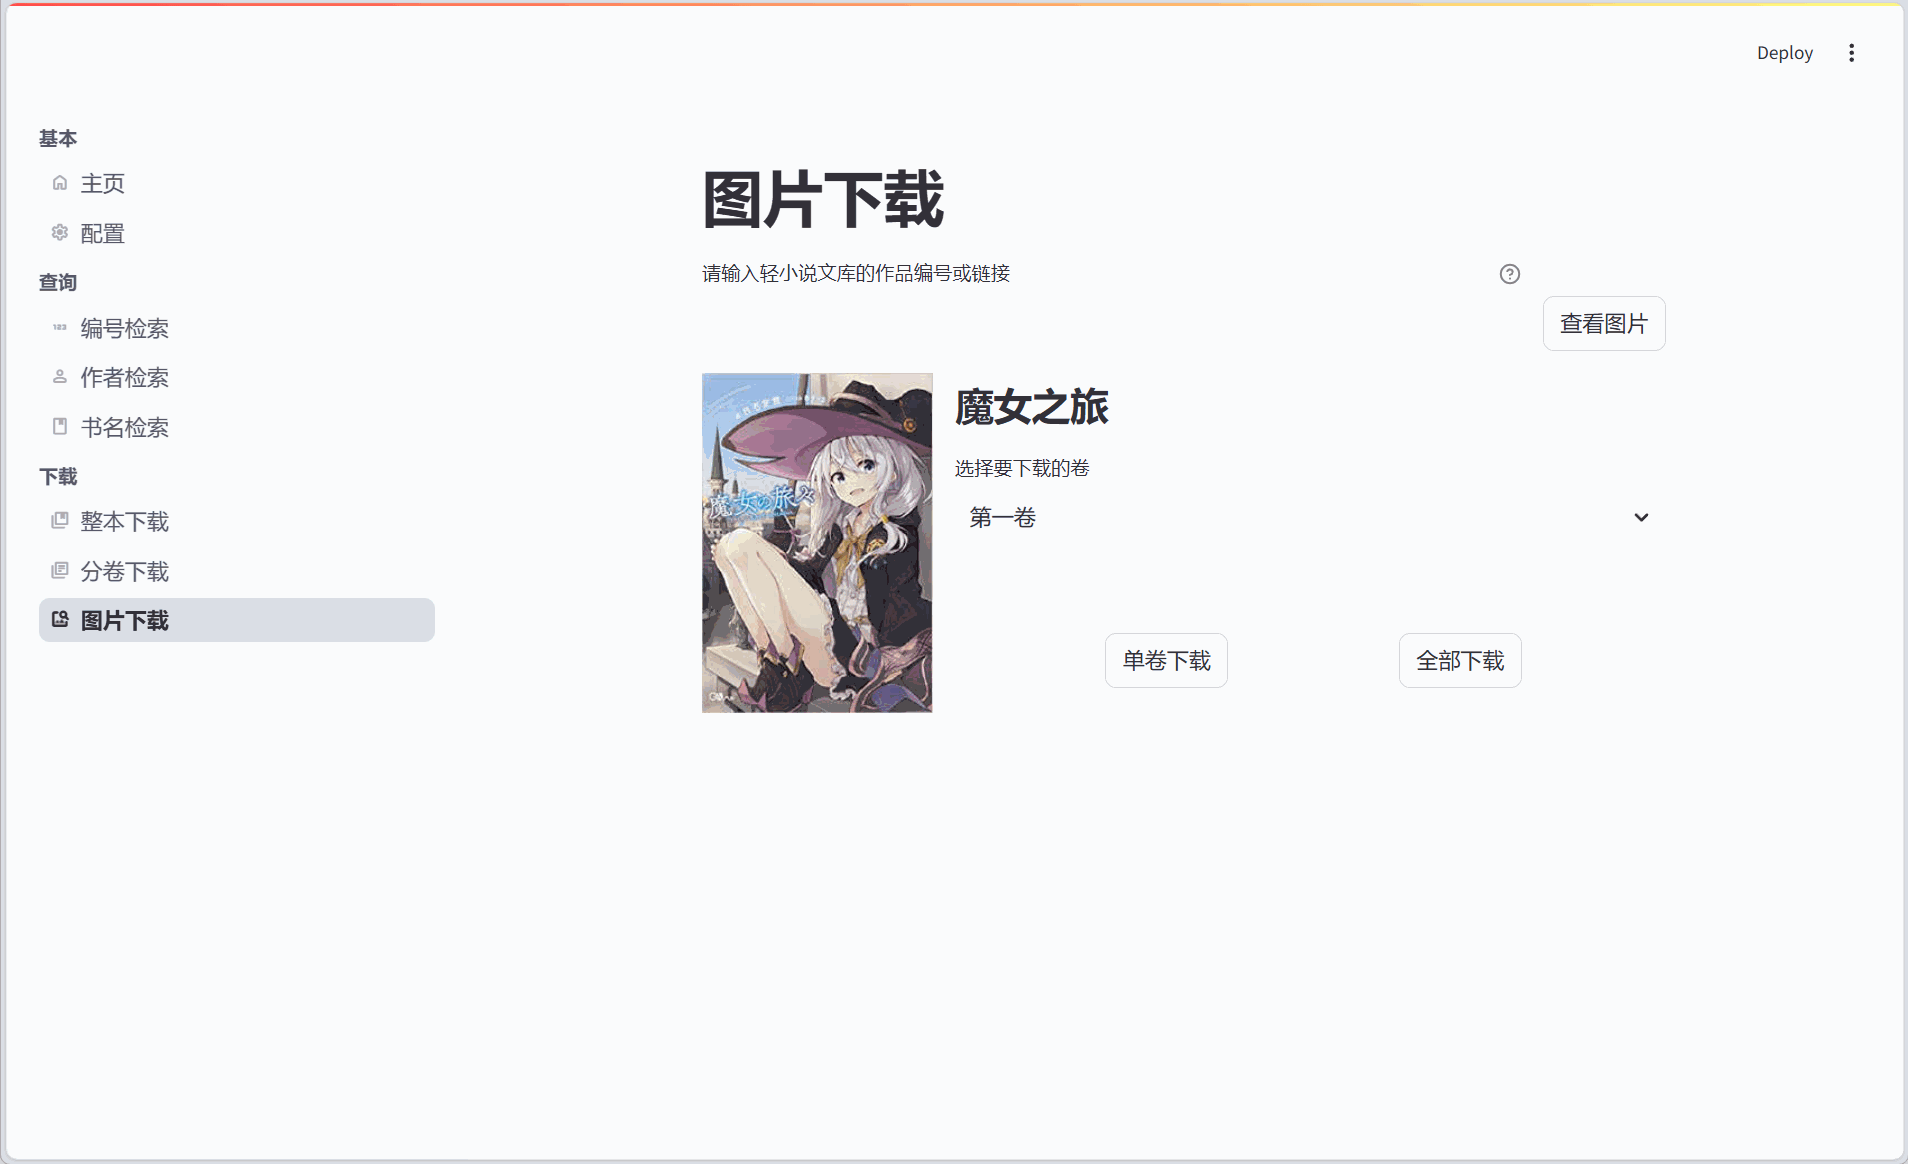 Deploy
基本
主页
配置
查询
123
编号检索
作者检索
书名检索
下载
整本下载
分卷下载
图片下载
图片下载
请输入轻小说文库的作品编号或链接
查看图片
魔女の旅々
魔女之旅
选择要下载的卷
第一卷
单卷下载
全部下载